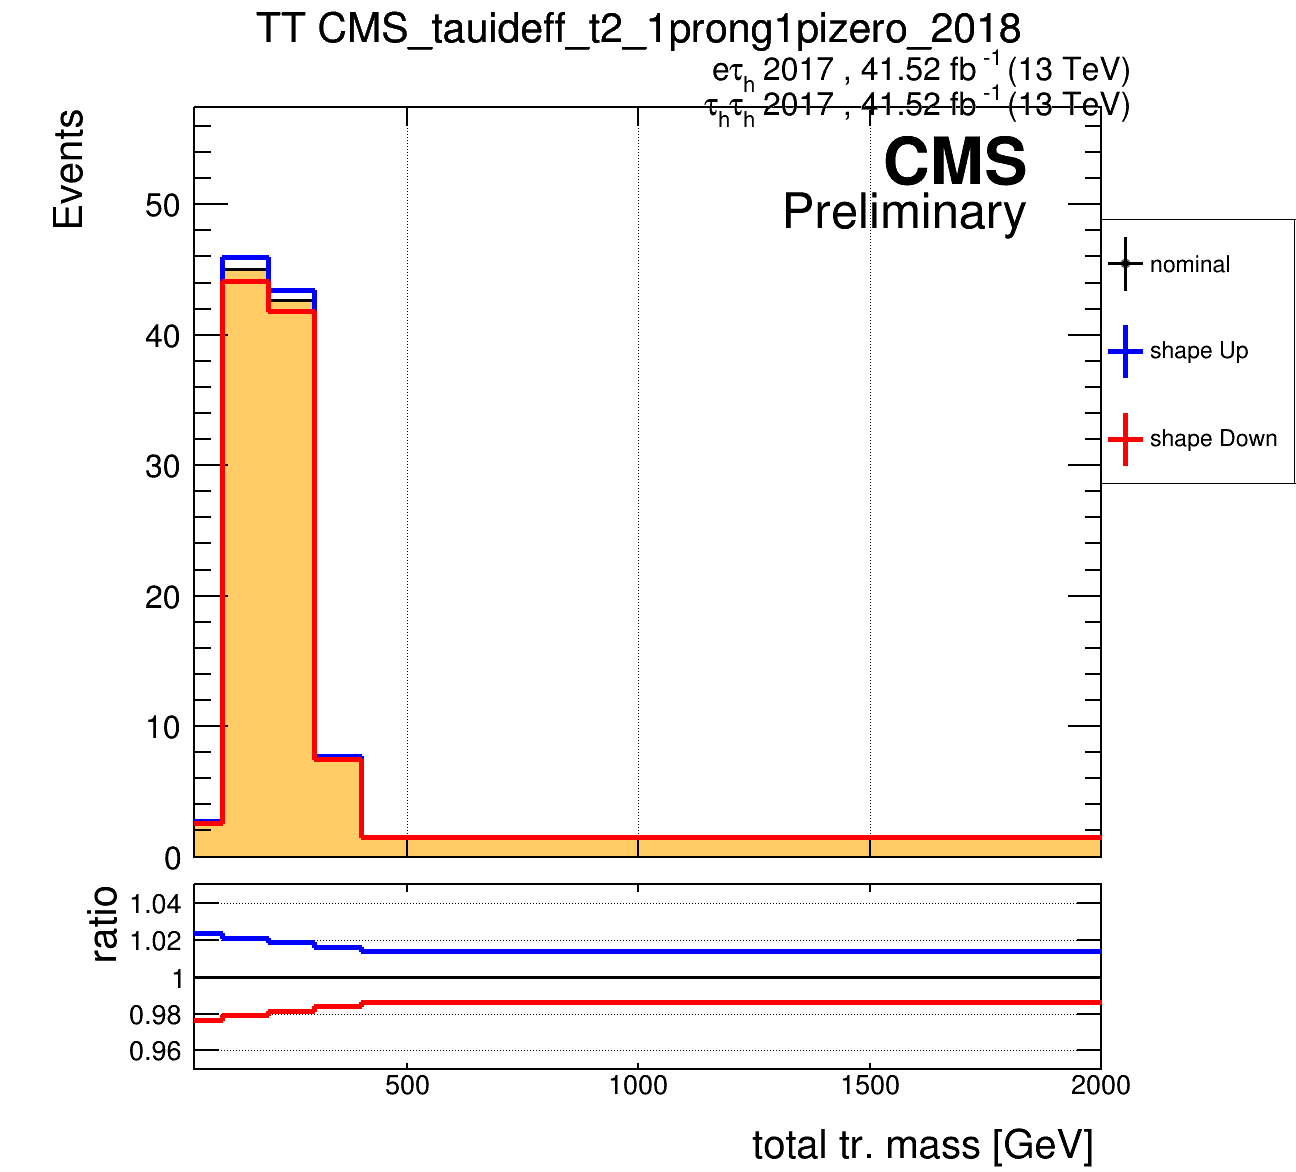 TT CMS_tauideff_t2_1prong1pizero_2018
eτh 2017 , 41.52 fb -1 (13 TeV)
τhτh 2017 , 41.52 fb -1 (13 TeV)
CMS
Preliminary
Events
50
40
30
20
10
0
nominal
shape Up
shape Down
ratio
1.04
1.02
1
0.98
0.96
500 1000 1500 2000
total tr. mass [GeV]